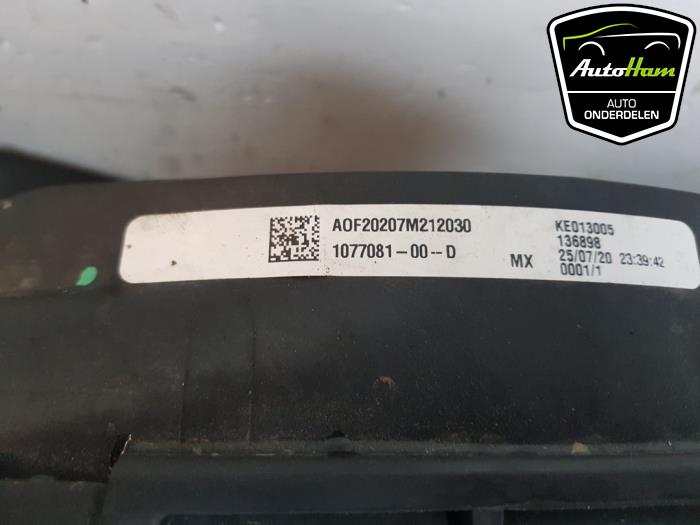 AutoHam
AUTO
ONDERDELEN
AOF20207M212030
1077081-00--D
MX
KE013005
136898
25/07/20 23:39:42
0001/1